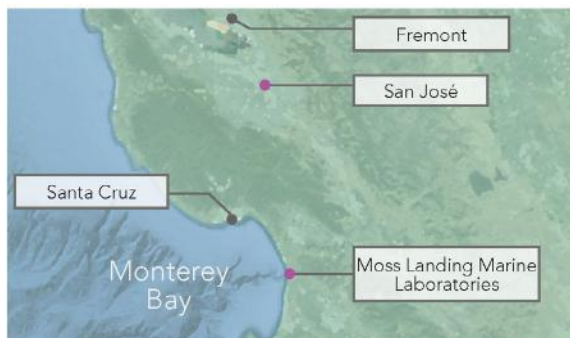 Fremont
San José
Santa Cruz
Monterey
Bay
Moss Landing Marine
Laboratories